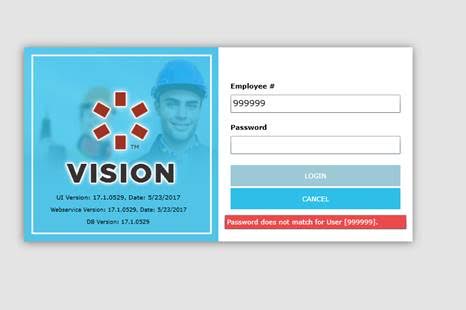 TM
VISION
UI Version: 17.1.0529, Date: 5/23/2017
Webservice Version: 17.1.0529, Date: 5/23/2017
DB Version: 17.1.0529
Employee #
999999
Password
LOGIN
CANCEL
Password does not match for User [999999].